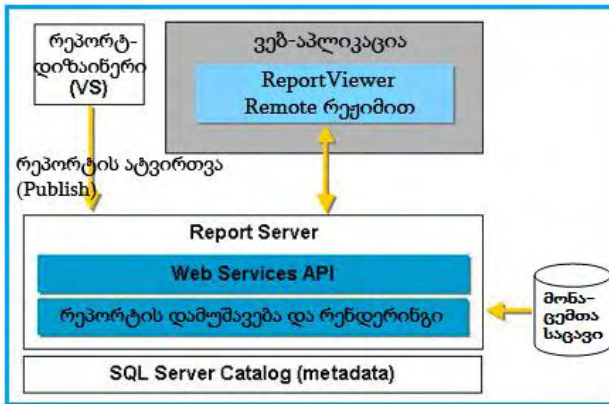 რეპორტ-
დიზაინერი
(VS)
ვებ-აპლიკაცია
ReportViewer
Remote რეჟიმით
რეპორტის ატვირთვა
(Publish)
Report Server
Web Services API
რეპორტის დამუშავება და რენდერინგი
მონა-
ცემთა
საცავი
SQL Server Catalog (metadata)